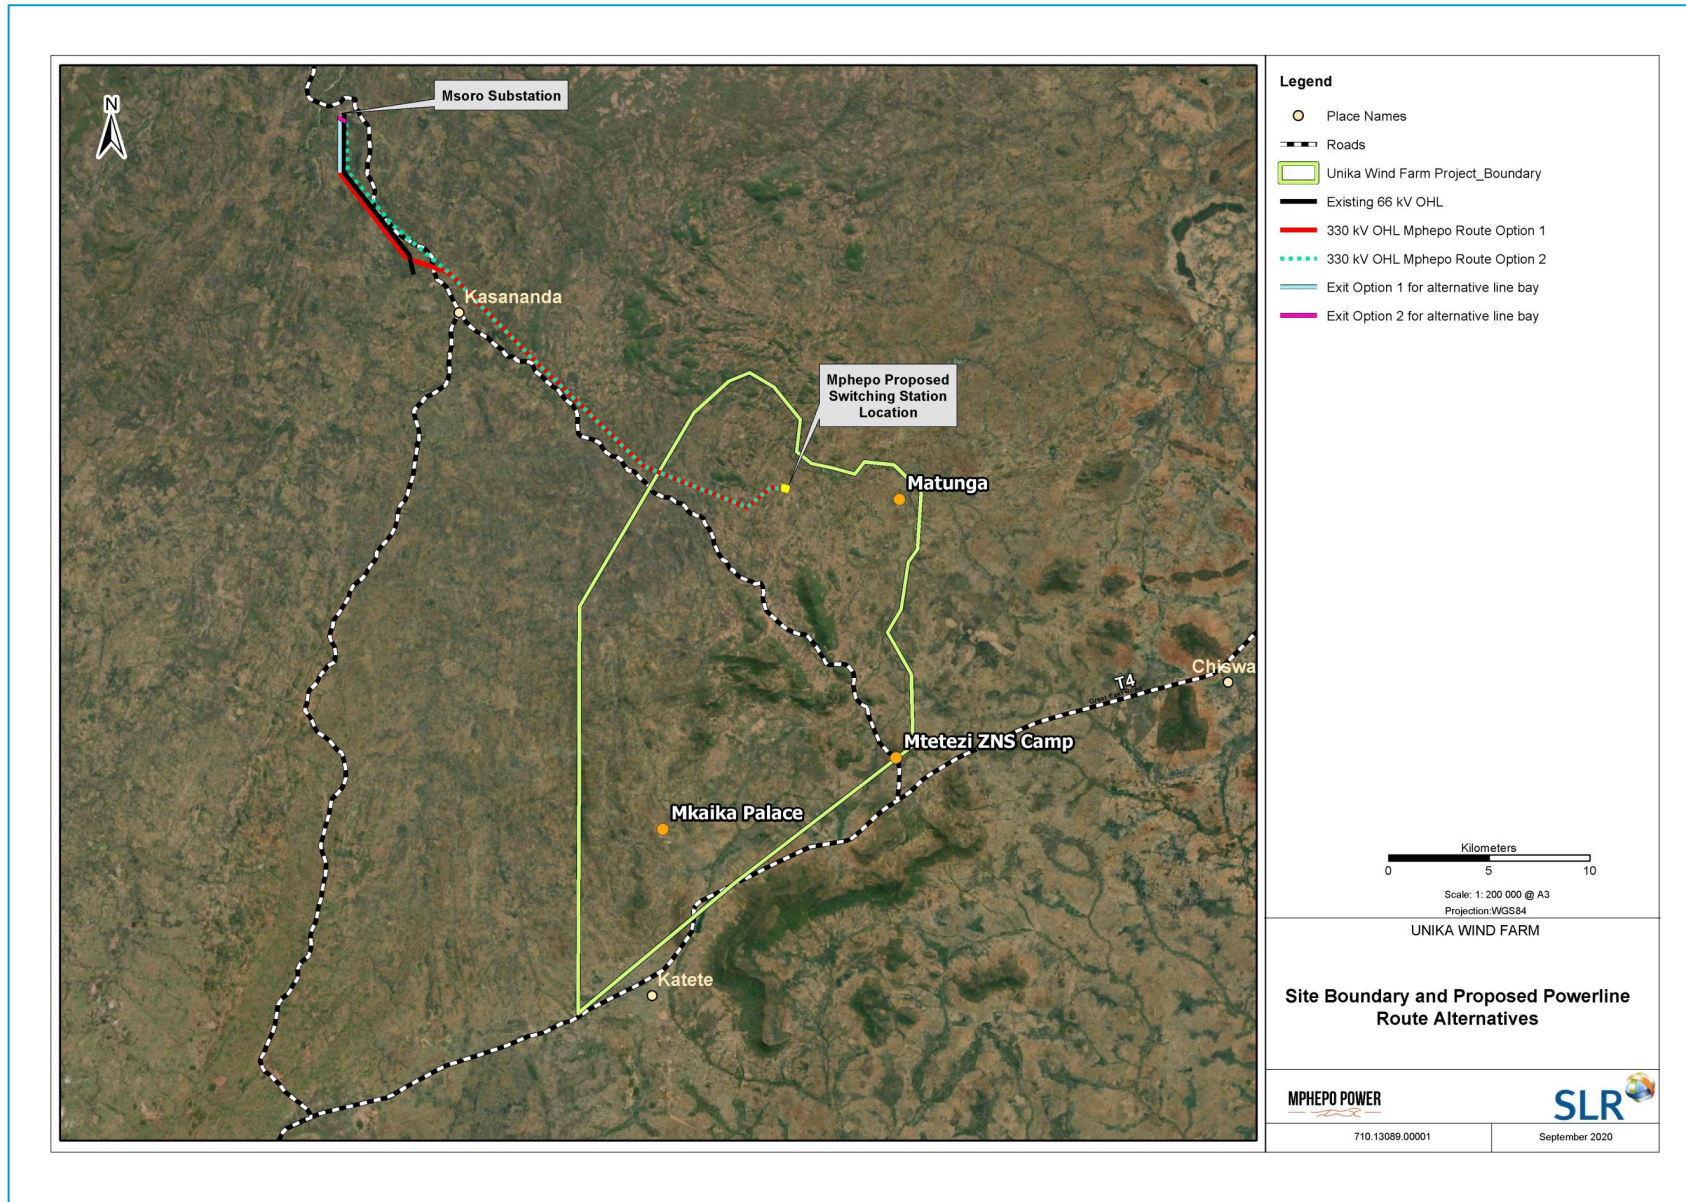 N
Msoro Substation
Kasananda
Mphepo Proposed
Switching Station
Location
Matunga
Chiswa
T4
Great East Road
Mtetezi ZNS Camp
Mkaika Palace
Katete
Legend
Place Names
Roads
Unika Wind Farm Project_Boundary
Existing 66 kV OHL
330 kV OHL Mphepo Route Option 1
330 kV OHL Mphepo Route Option 2
Exit Option 1 for alternative line bay
Exit Option 2 for alternative line bay
Kilometers
0 5 10
Scale: 1: 200 000 @ A3
Projection:WGS84
UNIKA WIND FARM
Site Boundary and Proposed Powerline
Route Alternatives
MPHEPO POWER
SLR
710.13089.00001
September 2020